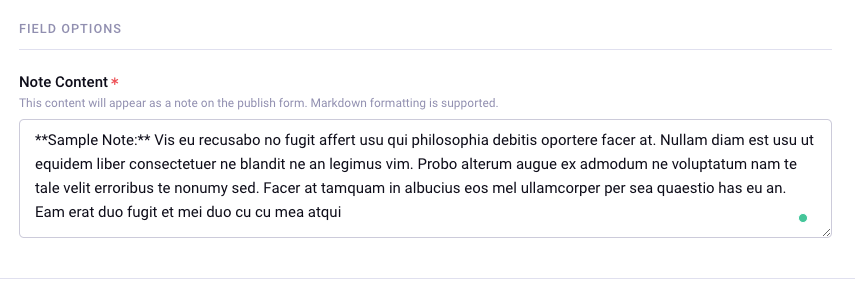 FIELD OPTIONS
Note Content *
This content will appear as a note on the publish form. Markdown formatting is supported.
**Sample Note:** Vis eu recusabo no fugit affert usu qui philosophia debitis oportere facer at. Nullam diam est usu ut
equidem liber consectetuer ne blandit ne an legimus vim. Probo alterum augue ex admodum ne voluptatum nam te
tale velit erroribus te nonumy sed. Facer at tamquam in albucius eos mel ullamcorper per sea quaestio has eu an.
Eam erat duo fugit et mei duo cu cu mea atqui